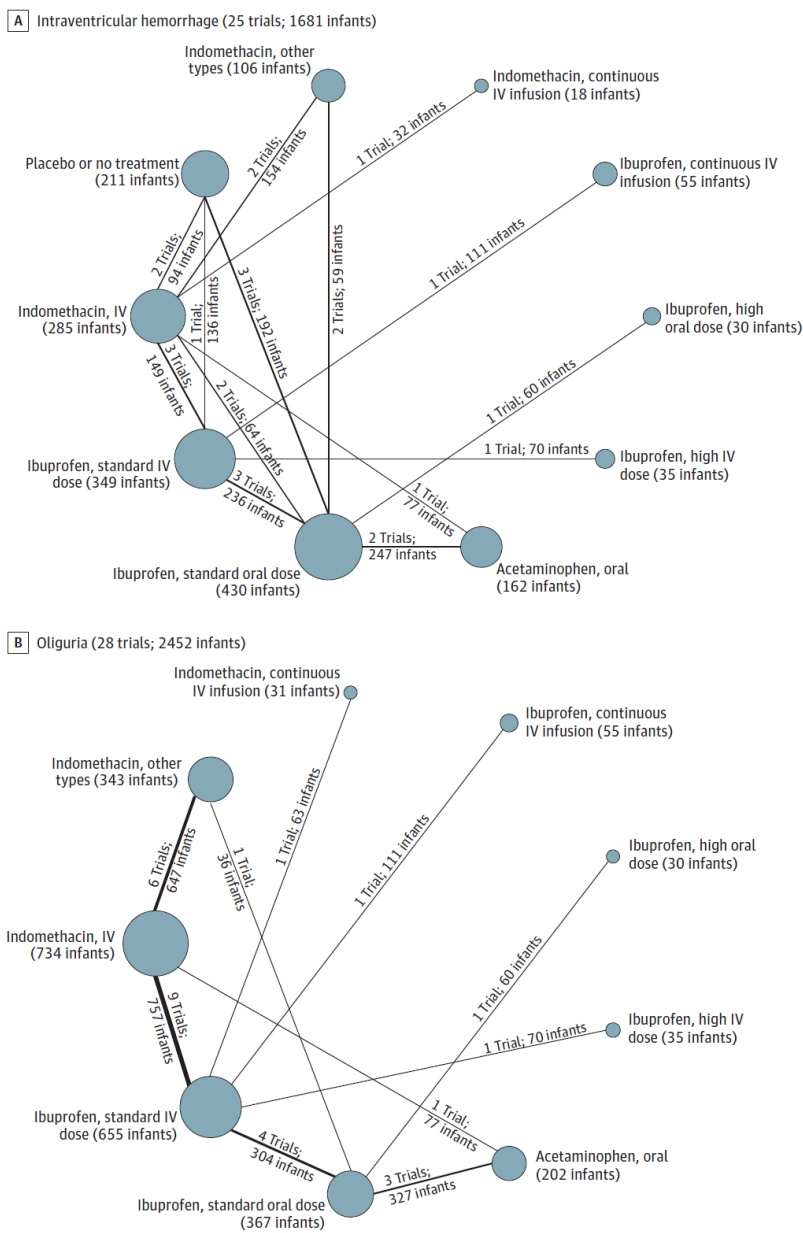 A Intraventricular hemorrhage (25 trials; 1681 infants)
Indomethacin, other
types (106 infants)
Indomethacin, continuous
IV infusion (18 infants)
2 Trials;
154 infants
1 Trial; 32 infants
Placebo or no treatment
(211 infants)
Ibuprofen, continuous IV
infusion (55 infants)
2 Trials;
94 infants
1 Trial;
136 infants
3 Trials; 192 infants
2 Trials; 59 infants
1 Trial; 111 infants
Indomethacin, IV
(285 infants)
Ibuprofen, high
oral dose (30 infants)
3 Trials;
149 infants
2 Trials; 64 infants
1 Trial; 60 infants
Ibuprofen, standard IV
dose (349 infants)
1 Trial; 70 infants
Ibuprofen, high IV
dose (35 infants)
3 Trials;
236 infants
1 Trial;
77 infants
2 Trials;
247 infants
Ibuprofen, standard oral dose
(430 infants)
Acetaminophen, oral
(162 infants)
B Oliguria (28 trials; 2452 infants)
Indomethacin, continuous
IV infusion (31 infants)
Ibuprofen, continuous
IV infusion (55 infants)
Indomethacin, other
types (343 infants)
6 Trials;
647 infants
1 Trial;
36 infants
1 Trial; 63 infants
1 Trial; 111 infants
Ibuprofen, high oral
dose (30 infants)
Indomethacin, IV
(734 infants)
9 Trials;
757 infants
1 Trial; 60 infants
1 Trial; 70 infants
Ibuprofen, high IV
dose (35 infants)
Ibuprofen, standard IV
dose (655 infants)
4 Trials;
304 infants
1 Trial;
77 infants
3 Trials;
327 infants
Acetaminophen, oral
(202 infants)
Ibuprofen, standard oral dose
(367 infants)